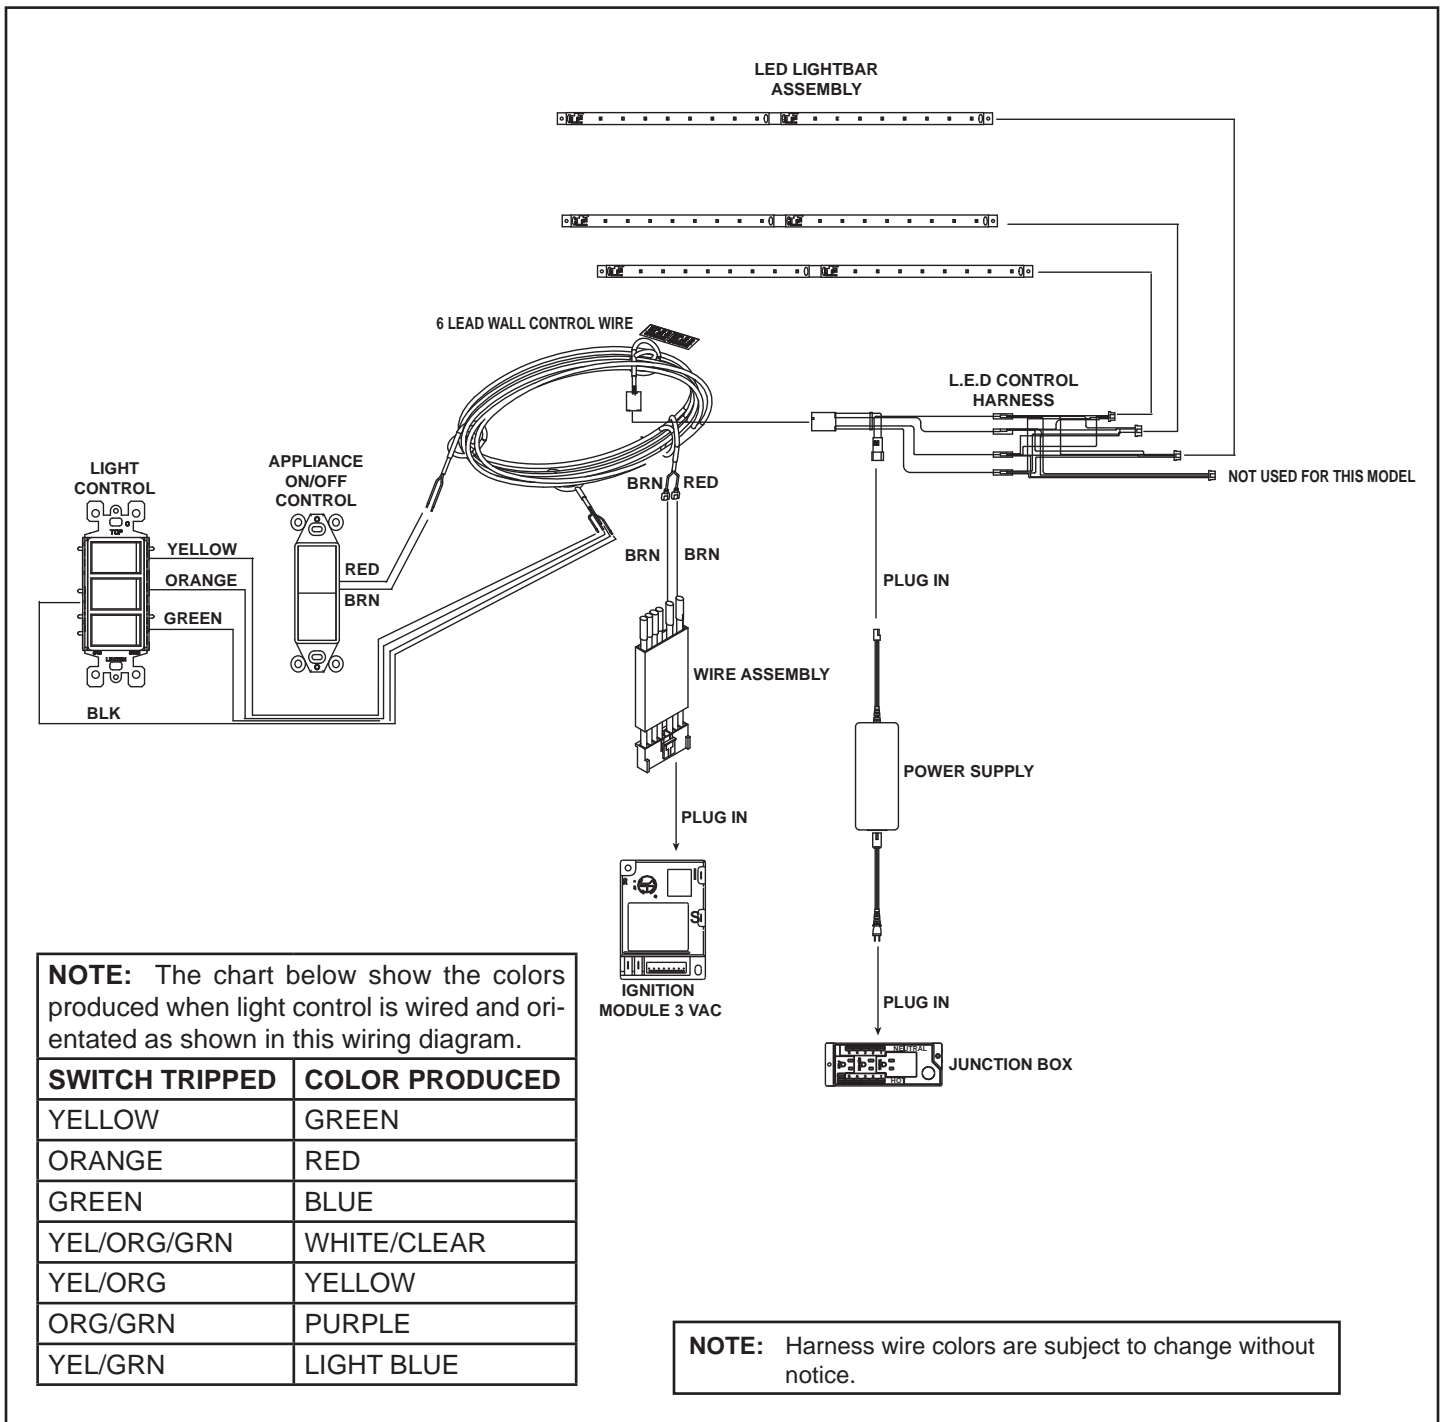 LED LIGHTBAR
ASSEMBLY
6 LEAD WALL CONTROL WIRE
L.E.D CONTROL
HARNESS
NOT USED FOR THIS MODEL
LIGHT
CONTROL
APPLIANCE
ON/OFF
CONTROL
TOP
YELLOW
ORANGE
GREEN
BLK
RED
BRN
BRN
RED
BRN
BRN
WIRE ASSEMBLY
PLUG IN
IGNITION
MODULE 3 VAC
PLUG IN
POWER SUPPLY
PLUG IN
NEUTRAL
HOT
JUNCTION BOX
NOTE: The chart below show the colors
produced when light control is wired and ori-
entated as shown in this wiring diagram.
SWITCH TRIPPED COLOR PRODUCED
YELLOW GREEN
ORANGE RED
GREEN BLUE
YEL/ORG/GRN WHITE/CLEAR
YEL/ORG YELLOW
ORG/GRN PURPLE
YEL/GRN LIGHT BLUE
NOTE: Harness wire colors are subject to change without
notice.